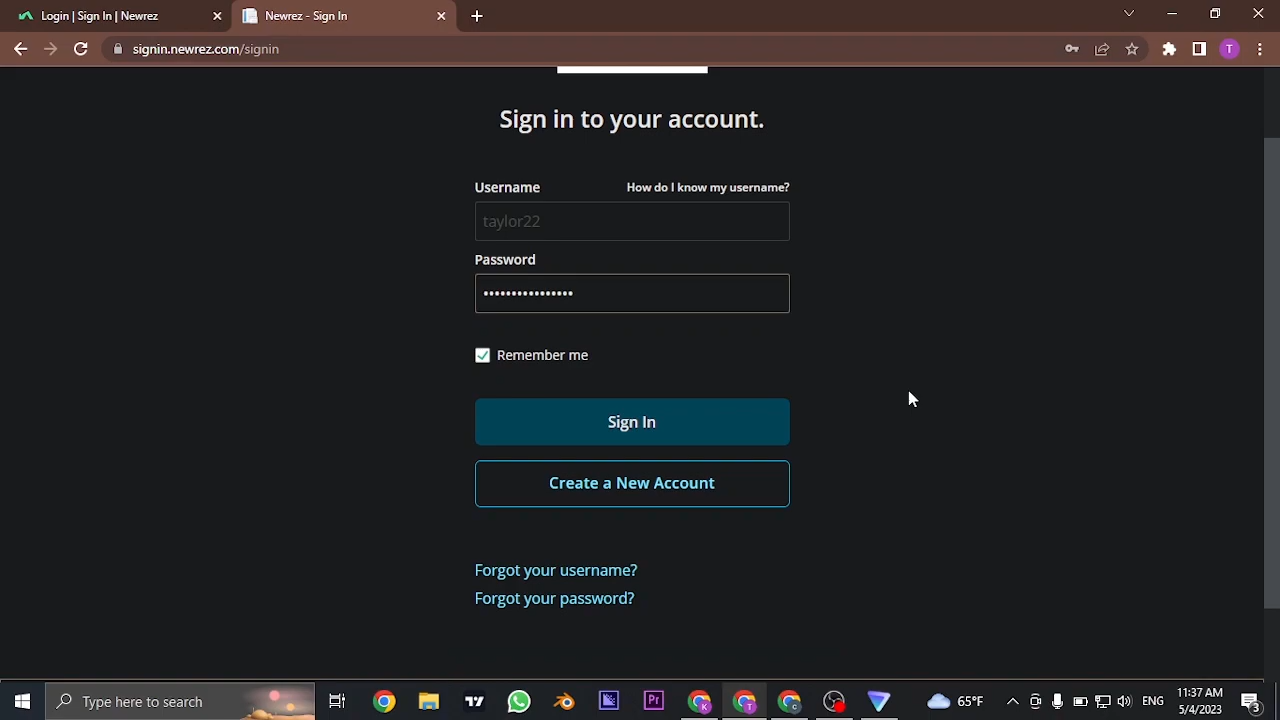 Login | Sign In | Newrez
Newrez - Sign In
signin.newrez.com/signin
T
Sign in to your account.
Username
How do I know my username?
taylor22
Password
••••••••••••••••
Remember me
Sign In
Create a New Account
Forgot your username?
Forgot your password?
Type here to search
Pr
K
T
C
65°F
ENG
11:37 AM
5/4/2023
3